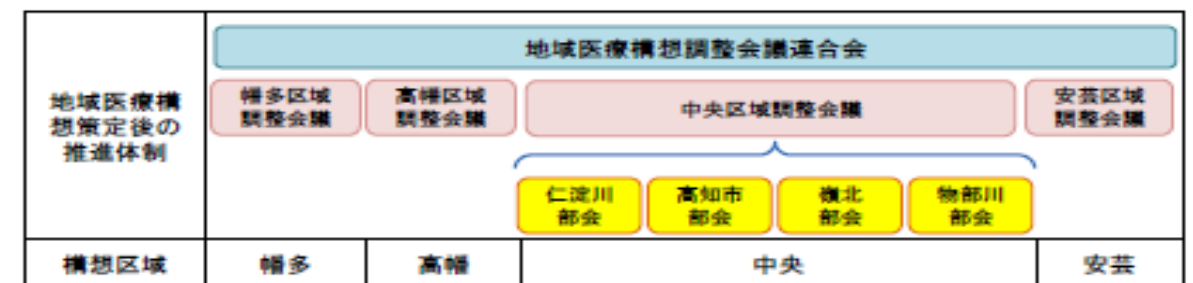 地域医療構想調整会議連合会
地域医療構
想策定後の
推進体制
幡多区域
調整会議
高幡区域
調整会議
中央区域調整会議
安芸区域
調整会議
仁淀川
部会
高知市
部会
嶺北
部会
物部川
部会
構想区域
幡多
高幡
中央
安芸